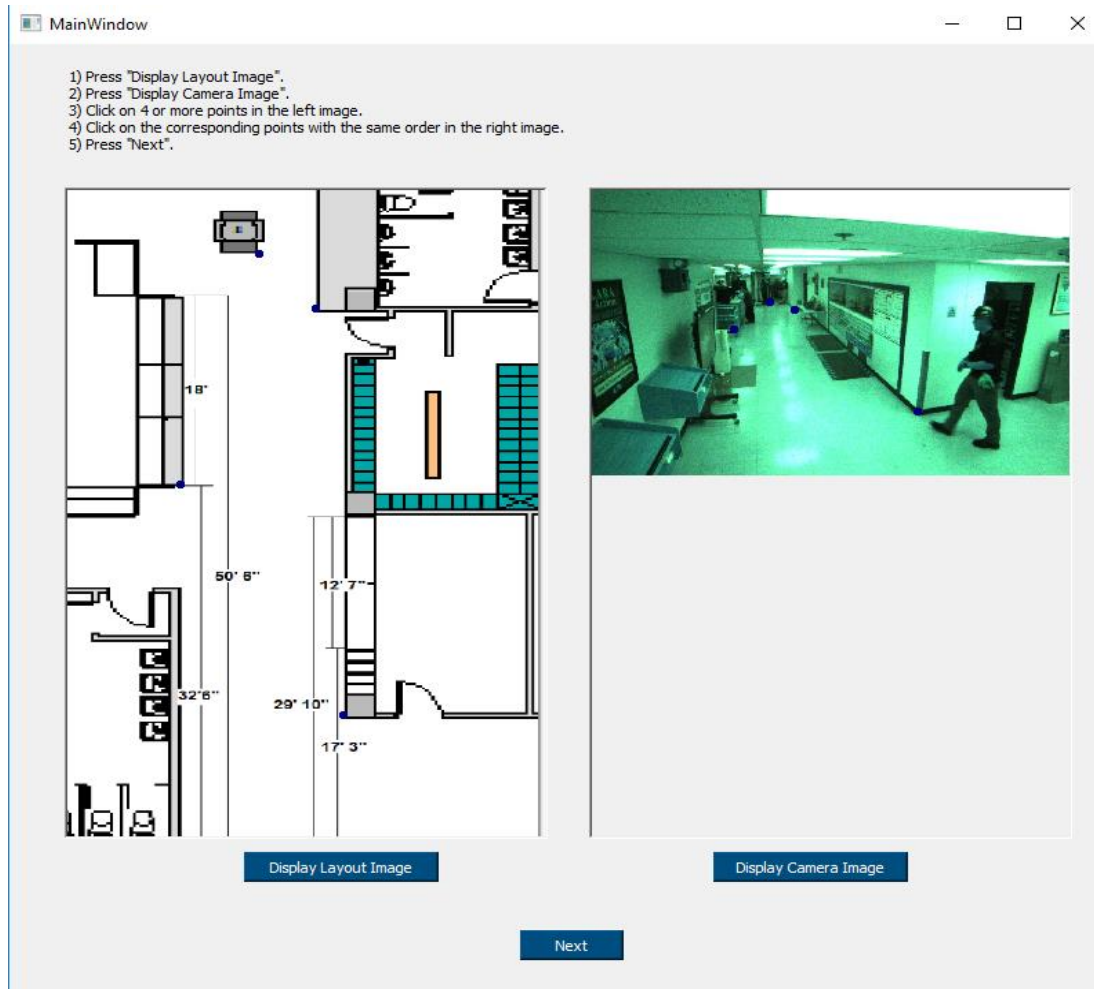 MainWindow
1) Press "Display Layout Image".
2) Press "Display Camera Image".
3) Click on 4 or more points in the left image.
4) Click on the corresponding points with the same order in the right image.
5) Press "Next".
18'
50' 6"
12' 7"
32'6"
29' 10"
17' 3"
Display Layout Image
Display Camera Image
Next